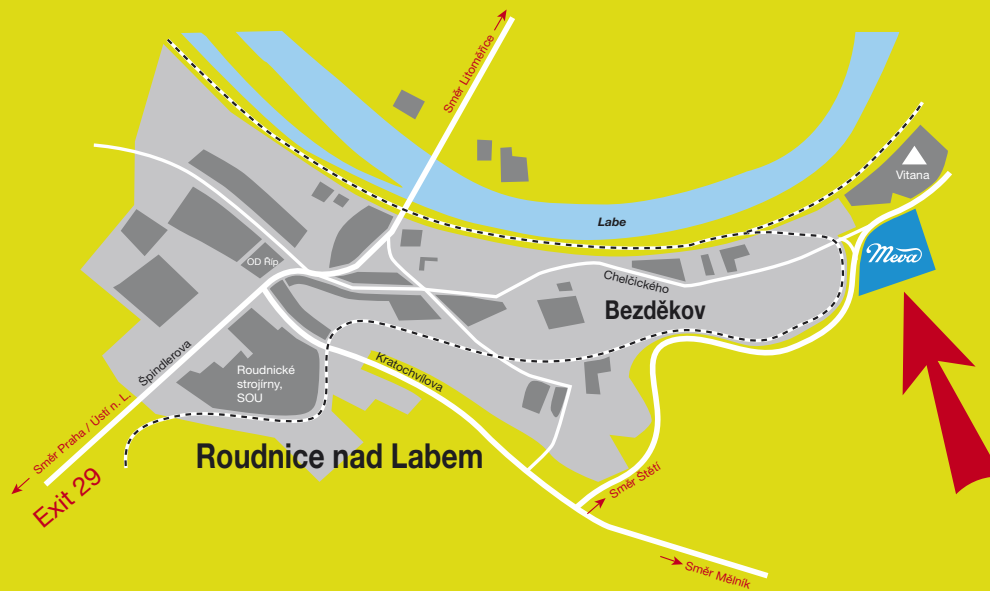 Směr Litoměřice
Vitana
Labe
Meva
OD Říp
Chelčického
Bezděkov
Špindlerova
Roudnické
strojírny,
SOU
Kratochvílova
Směr Praha / Ústí n. L.
Roudnice nad Labem
Exit 29
Směr Štětí
Směr Mělník